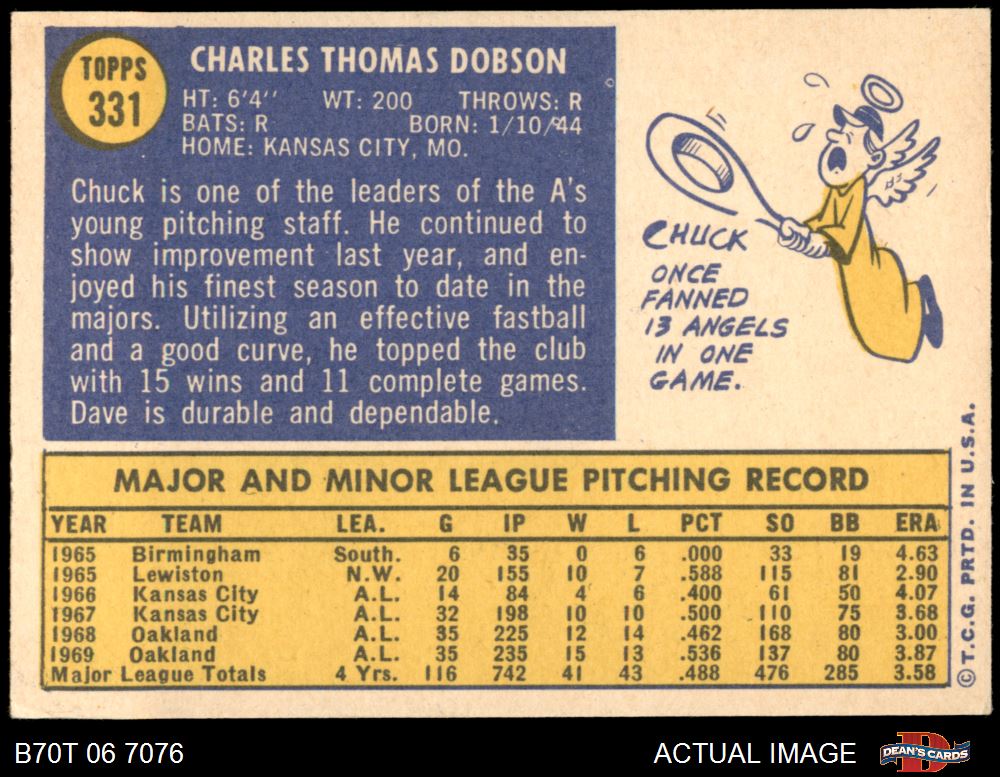 TOPPS
331
CHARLES THOMAS DOBSON
HT: 6'4'' WT: 200 THROWS: R
BATS: R BORN: 1/10/44
HOME: KANSAS CITY, MO.
Chuck is one of the leaders of the A's
young pitching staff. He continued to
show improvement last year, and en-
joyed his finest season to date in the
majors. Utilizing an effective fastball
and a good curve, he topped the club
with 15 wins and 11 complete games.
Dave is durable and dependable.
CHUCK
ONCE
FANNED
13 ANGELS
IN ONE
GAME.
MAJOR AND MINOR LEAGUE PITCHING RECORD
YEAR TEAM LEA. G IP W L PCT SO BB ERA
1965 Birmingham South. 6 35 0 6 .000 33 19 4.63
1965 Lewiston N.W. 20 155 10 7 .588 115 81 2.90
1966 Kansas City A.L. 14 84 4 6 .400 61 50 4.07
1967 Kansas City A.L. 32 198 10 10 .500 110 75 3.68
1968 Oakland A.L. 35 225 12 14 .462 168 80 3.00
1969 Oakland A.L. 35 235 15 13 .536 137 80 3.87
Major League Totals 4 Yrs. 116 742 41 43 .488 476 285 3.58
© T.C.G. PRTD. IN U.S.A.
B70T 06 7076
ACTUAL IMAGE
D
DEAN'S CARDS